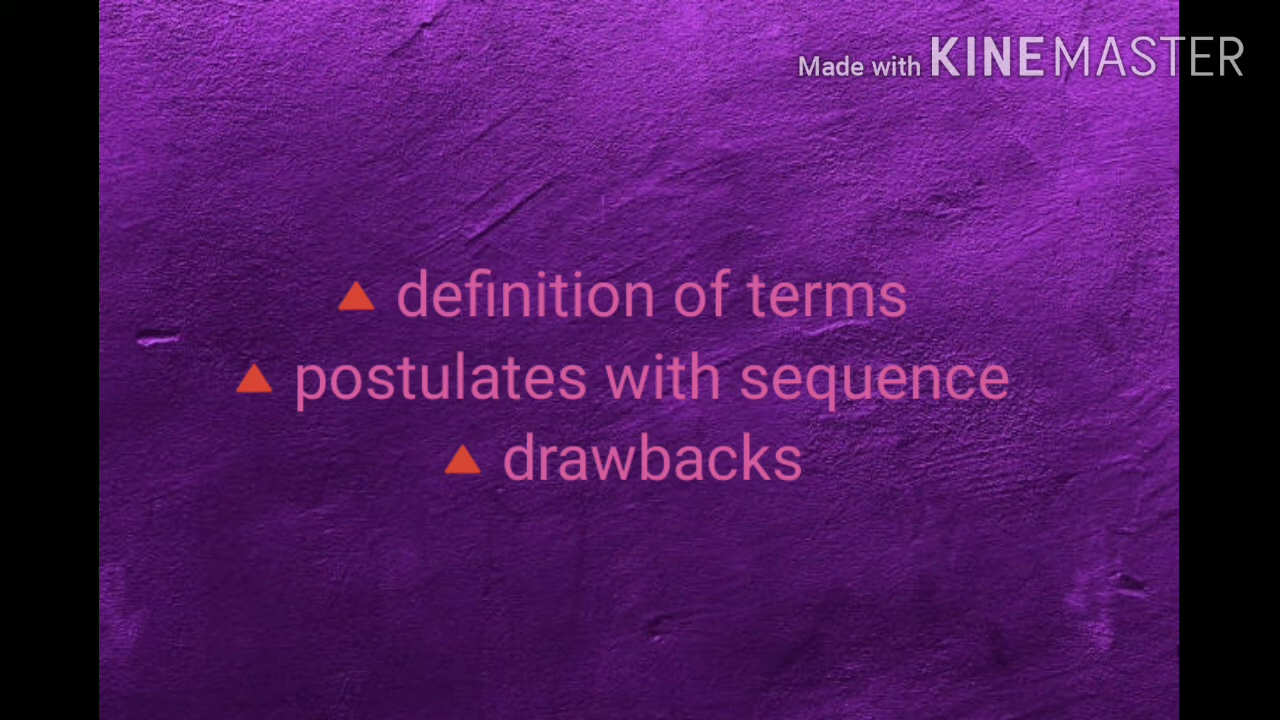 Made with KINEMASTER
🔺 definition of terms
🔺 postulates with sequence
🔺 drawbacks